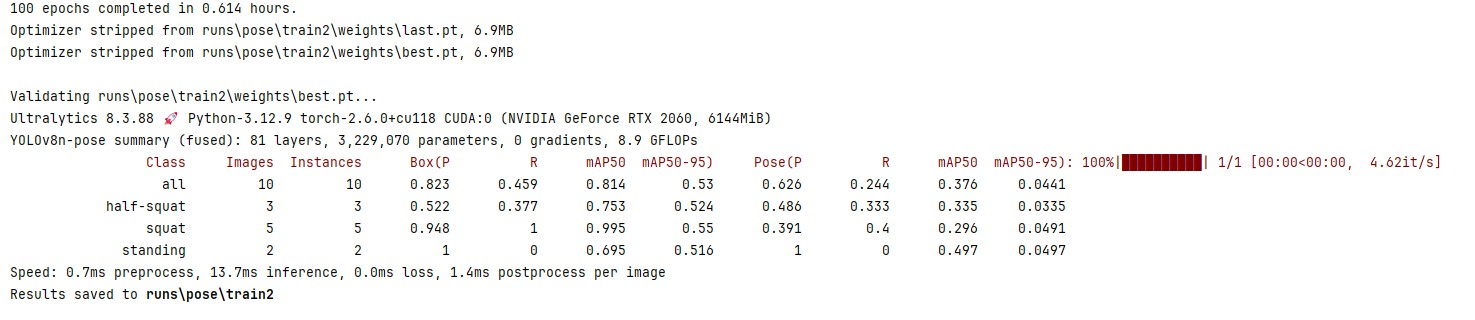 100 epochs completed in 0.614 hours.
Optimizer stripped from runs\pose\train2\weights\last.pt, 6.9MB
Optimizer stripped from runs\pose\train2\weights\best.pt, 6.9MB
Validating runs\pose\train2\weights\best.pt...
Ultralytics 8.3.88 🚀 Python-3.12.9 torch-2.6.0+cu118 CUDA:0 (NVIDIA GeForce RTX 2060, 6144MiB)
YOLOv8n-pose summary (fused): 81 layers, 3,229,070 parameters, 0 gradients, 8.9 GFLOPs
Class Images Instances Box(P R mAP50 mAP50-95) Pose(P R mAP50 mAP50-95): 100%|██████████| 1/1 [00:00<00:00, 4.62it/s]
all 10 10 0.823 0.459 0.814 0.53 0.626 0.244 0.376 0.0441
half-squat 3 3 0.522 0.377 0.753 0.524 0.486 0.333 0.335 0.0335
squat 5 5 0.948 1 0.995 0.55 0.391 0.4 0.296 0.0491
standing 2 2 1 0 0.695 0.516 1 0 0.497 0.0497
Speed: 0.7ms preprocess, 13.7ms inference, 0.0ms loss, 1.4ms postprocess per image
Results saved to runs\pose\train2